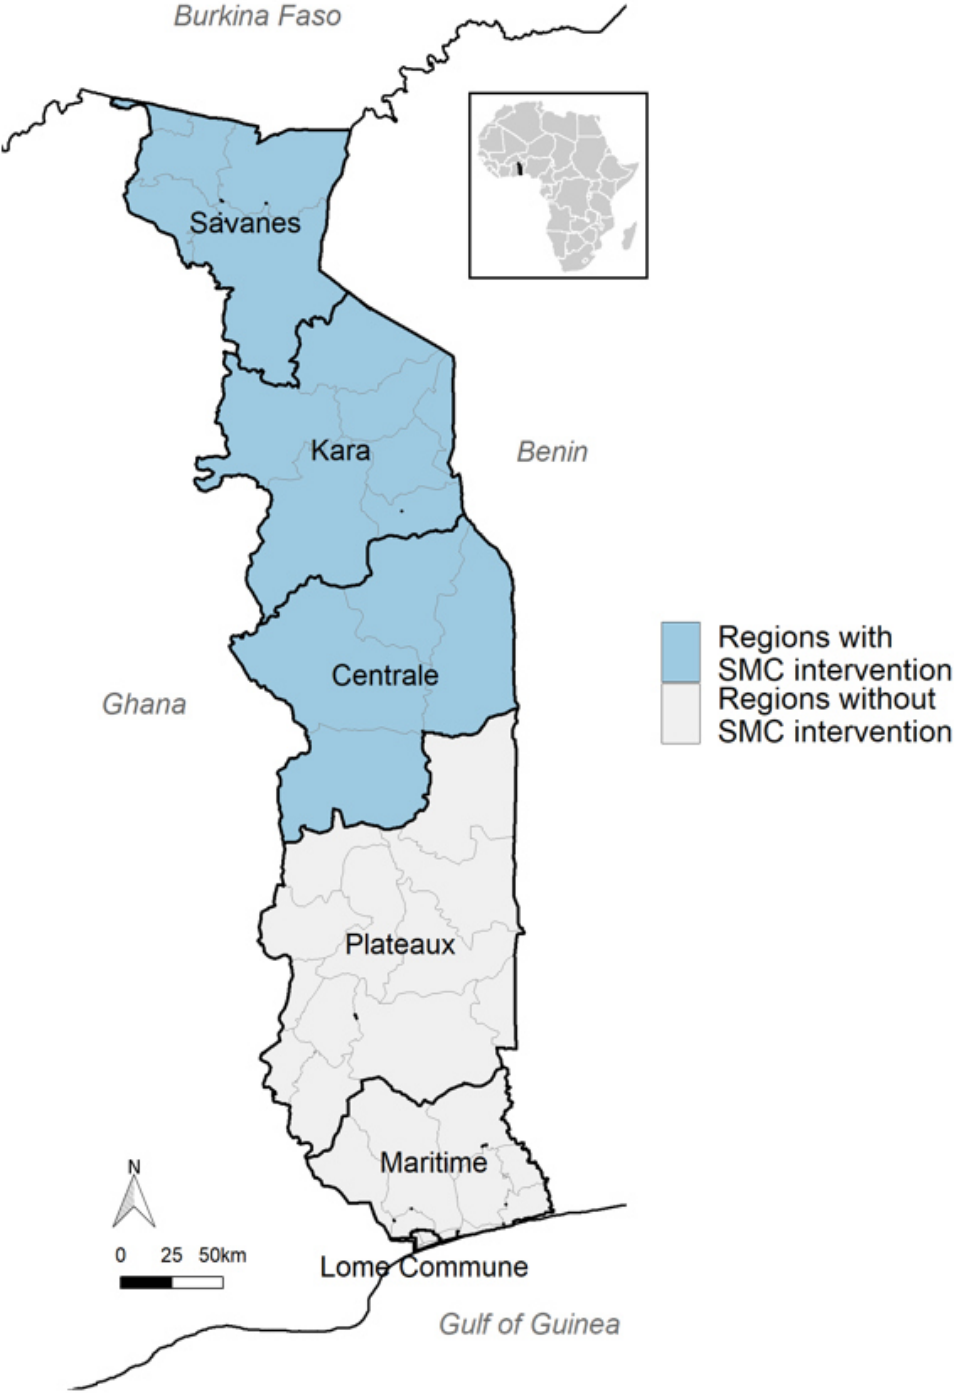 Burkina Faso
Savanes
Kara
Benin
Regions with
SMC intervention
Centrale
Ghana
Regions without
SMC intervention
Plateaux
Maritime
N
0 25 50km
Lome Commune
Gulf of Guinea